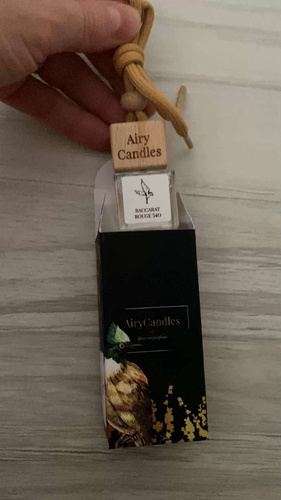 Airy
Candles
BACCARAT
ROUGE 540
AiryCandles